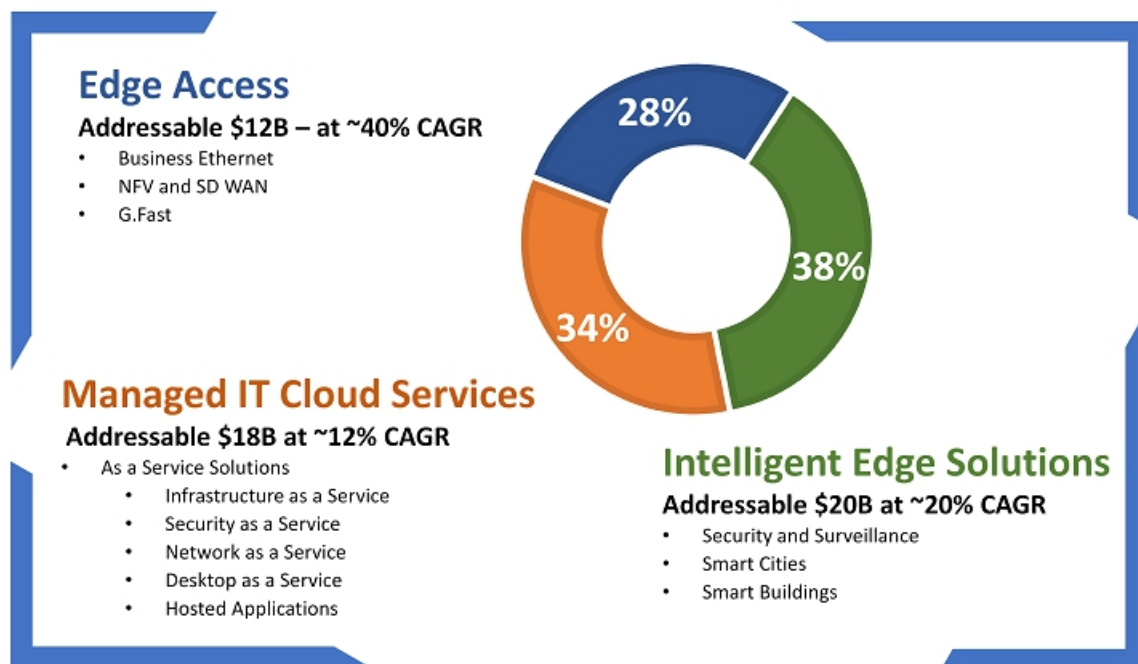 Edge Access
Addressable $12B – at ~40% CAGR
• Business Ethernet
• NFV and SD WAN
• G.Fast
28%
38%
34%
Managed IT Cloud Services
Addressable $18B at ~12% CAGR
• As a Service Solutions
• Infrastructure as a Service
• Security as a Service
• Network as a Service
• Desktop as a Service
• Hosted Applications
Intelligent Edge Solutions
Addressable $20B at ~20% CAGR
• Security and Surveillance
• Smart Cities
• Smart Buildings